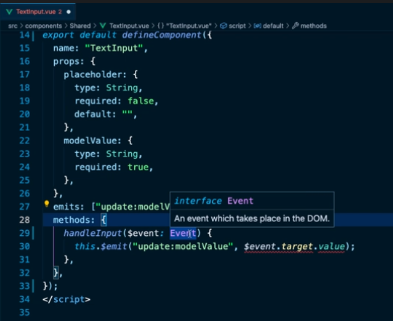 TextInput.vue 2
src > components > Shared > TextInput.vue > {} "TextInput.vue" > script > default > methods
14 export default defineComponent({
15 name: "TextInput",
16 props: {
17 placeholder: {
18 type: String,
19 required: false,
20 default: "",
21 },
22 modelValue: {
23 type: String,
24 required: true,
25 },
26 },
27 emits: ["update:modelV
interface Event
An event which takes place in the DOM.
28 methods: {
29 handleInput($event: Event) {
30 this.$emit("update:modelValue", $event.target.value);
31 },
32 },
33 });
34 </script>
35